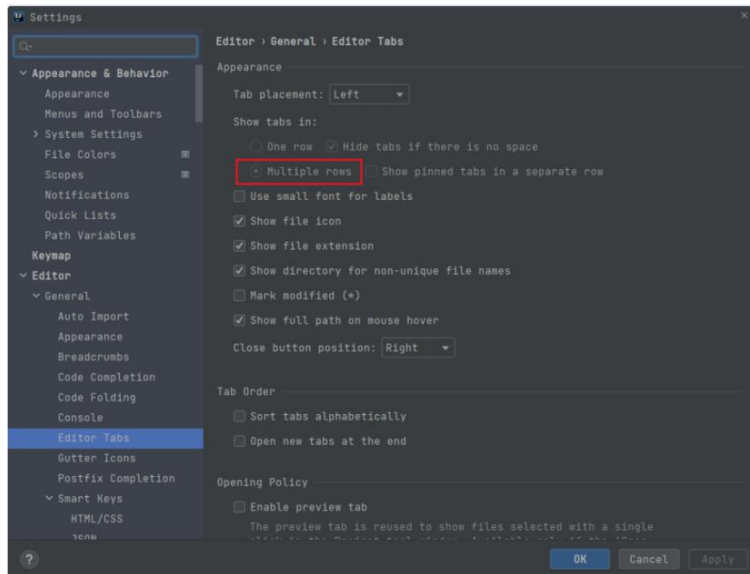 Settings
Appearance & Behavior
Appearance
Menus and Toolbars
System Settings
File Colors
Scopes
Notifications
Quick Lists
Path Variables
Keymap
Editor
General
Auto Import
Appearance
Breadcrumbs
Code Completion
Code Folding
Console
Editor Tabs
Gutter Icons
Postfix Completion
Smart Keys
HTML/CSS
JSON
Editor › General › Editor Tabs
Appearance
Tab placement: Left
Show tabs in:
One row Hide tabs if there is no space
Multiple rows Show pinned tabs in a separate row
Use small font for labels
Show file icon
Show file extension
Show directory for non-unique file names
Mark modified (*)
Show full path on mouse hover
Close button position: Right
Tab Order
Sort tabs alphabetically
Open new tabs at the end
Opening Policy
Enable preview tab
The preview tab is reused to show files selected with a single
? OK Cancel Apply